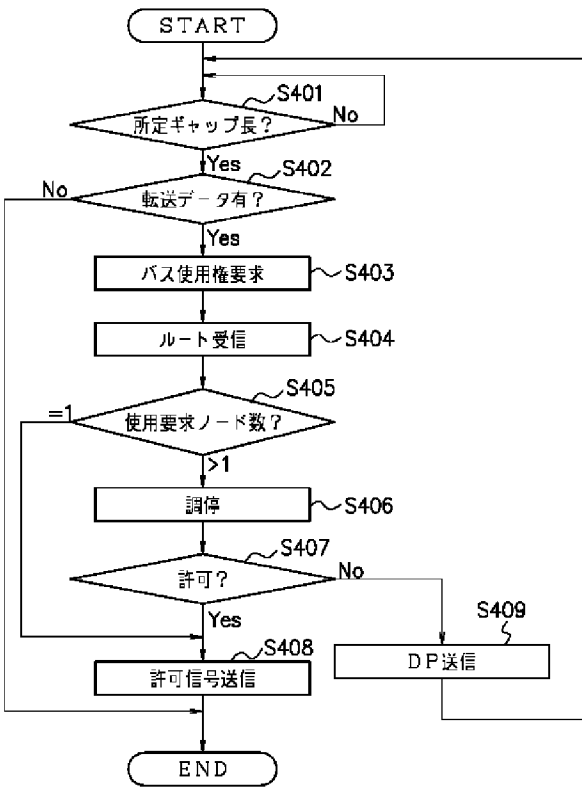 START
S401
所定ギャップ長?
No
Yes
S402
No
転送データ有?
Yes
バス使用権要求
S403
ルート受信
S404
S405
=1
使用要求ノード数?
>1
調停
S406
S407
許可?
No
Yes
S409
S408
DP送信
許可信号送信
END